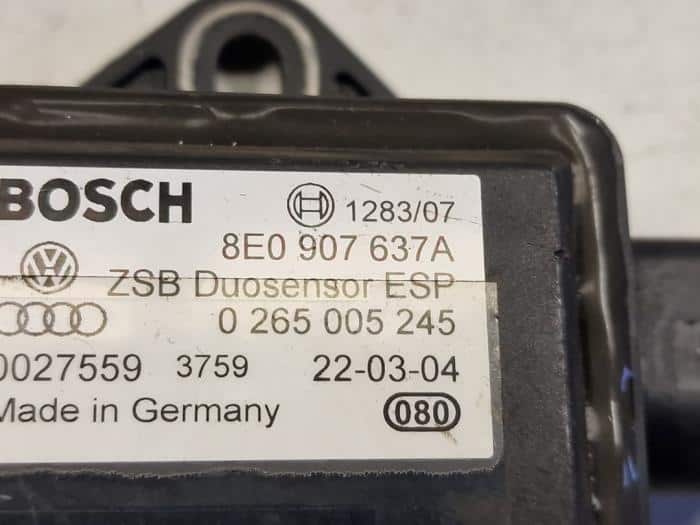 BOSCH
1283/07
8E0 907 637A
ZSB Duosensor ESP
0 265 005 245
0027559 3759 22-03-04
Made in Germany 080